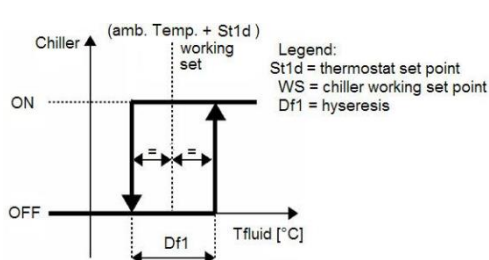 (amb. Temp. + St1d )
working
set
Chiller
ON
OFF
= =
Df1
Tfluid [°C]
Legend:
St1d = thermostat set point
WS = chiller working set point
Df1 = hyseresis